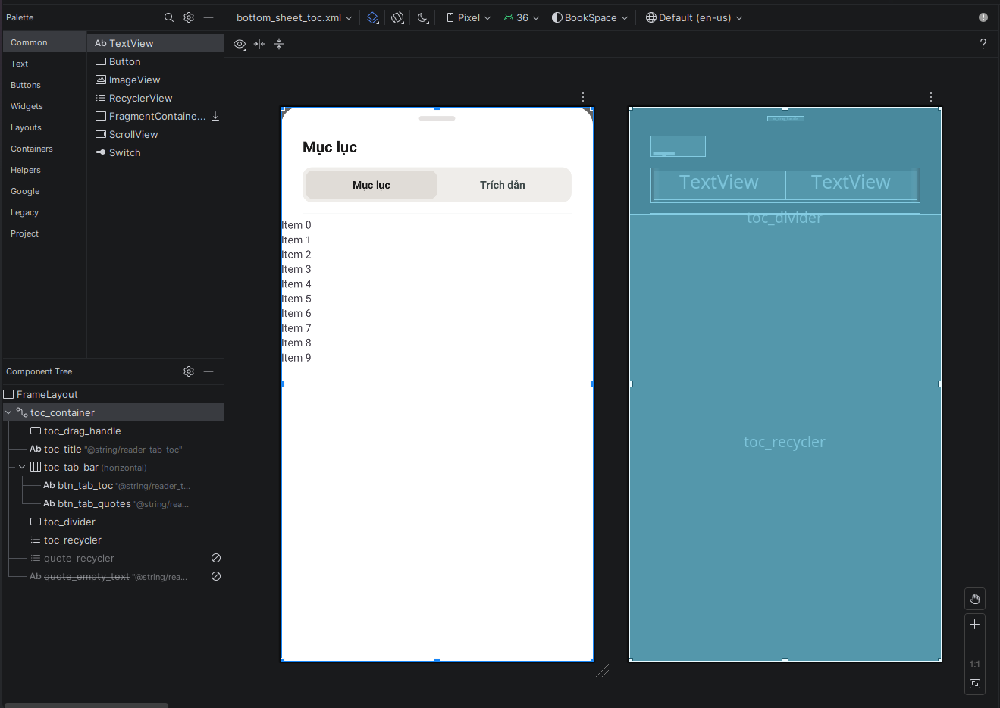 Palette
bottom_sheet_toc.xml
Pixel
36
BookSpace
Default (en-us)
Common
Text
Buttons
Widgets
Layouts
Containers
Helpers
Google
Legacy
Project
Ab TextView
Button
ImageView
RecyclerView
FragmentContaine...
ScrollView
Switch
?
Component Tree
FrameLayout
toc_container
toc_drag_handle
Ab toc_title "@string/reader_tab_toc"
toc_tab_bar (horizontal)
Ab btn_tab_toc "@string/reader_t...
Ab btn_tab_quotes "@string/rea...
toc_divider
toc_recycler
quote_recycler
Ab quote_empty_text "@string/rea...
Mục lục
Mục lục
Trích dẫn
Item 0
Item 1
Item 2
Item 3
Item 4
Item 5
Item 6
Item 7
Item 8
Item 9
TextView
TextView
toc_divider
toc_recycler
1:1